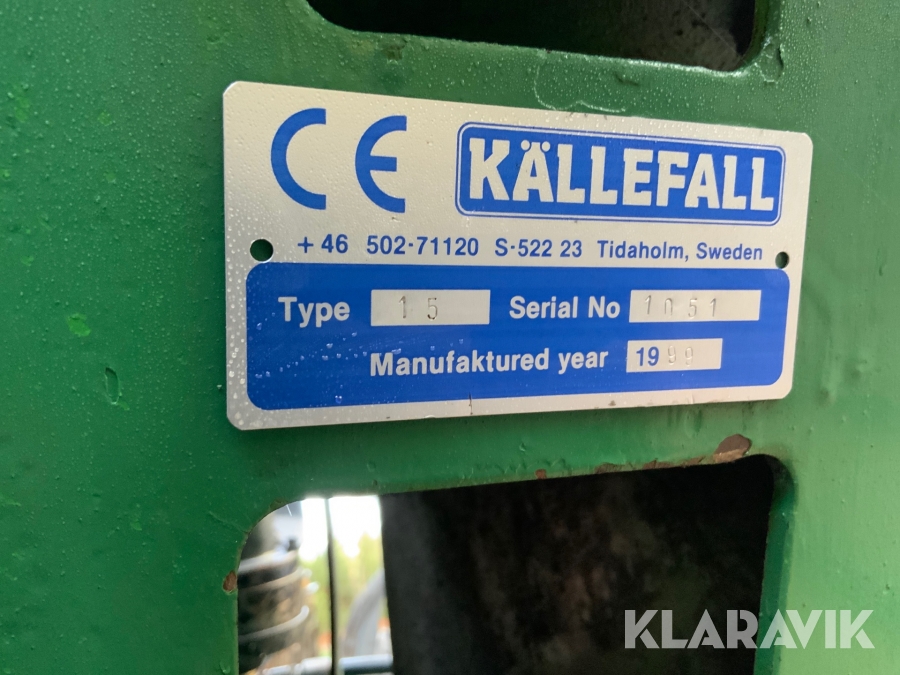 CE KÄLLEFALL
+46 502-71120 S-522 23 Tidaholm, Sweden
Type 15 Serial No 1051
Manufaktured year 1999
KLARAVIK